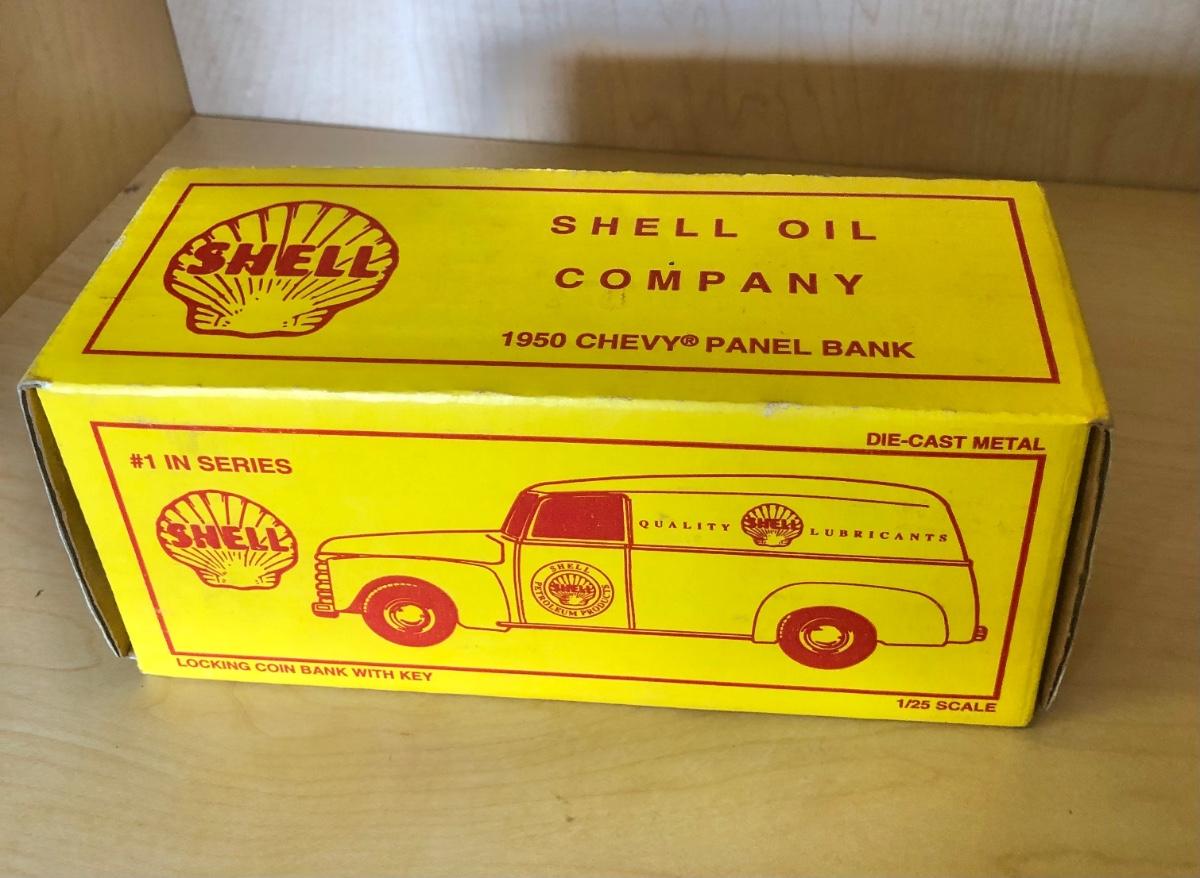 SHELL
SHELL OIL
COMPANY
1950 CHEVY® PANEL BANK
DIE-CAST METAL
#1 IN SERIES
SHELL
QUALITY SHELL LUBRICANTS
SHELL
SHELL
PETROLEUM PRODUCTS
LOCKING COIN BANK WITH KEY
1/25 SCALE